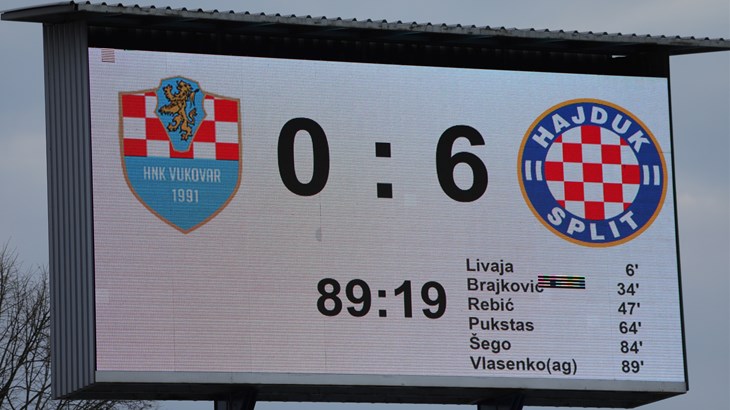 HNK VUKOVAR
1991
0 : 6
HAJDUK
SPLIT
89:19
Livaja 6'
Brajković 34'
Rebić 47'
Pukstas 64'
Šego 84'
Vlasenko(ag) 89'